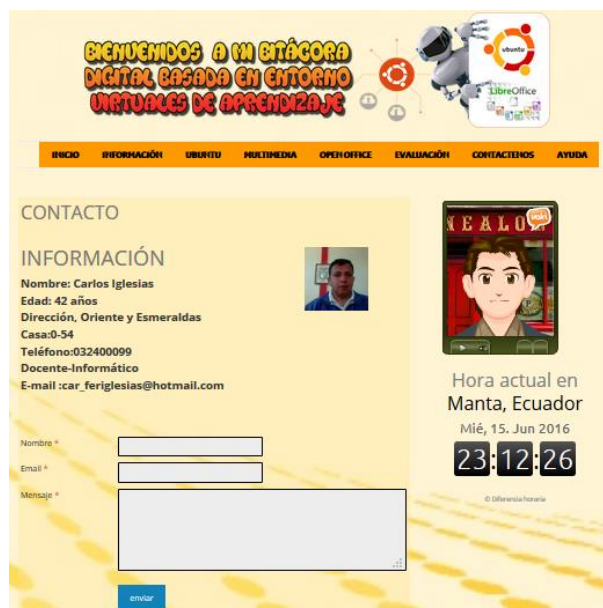 BIENVENIDOS A MI BITÁCORA
DIGITAL BASADA EN ENTORNO
VIRTUALES DE APRENDIZAJE
ubuntu
LibreOffice
INICIO INFORMACIÓN UBUNTU MULTIMEDIA OPEN OFFICE EVALUACIÓN CONTACTENOS AYUDA
CONTACTO
INFORMACIÓN
Nombre: Carlos Iglesias
Edad: 42 años
Dirección, Oriente y Esmeraldas
Casa:0-54
Teléfono:032400099
Docente-Informático
E-mail :car_feriglesias@hotmail.com
Nombre *
Email *
Mensaje *
enviar
NEALO
voki
Hora actual en
Manta, Ecuador
Mié, 15. Jun 2016
23:12:26
© Diferencia horaria